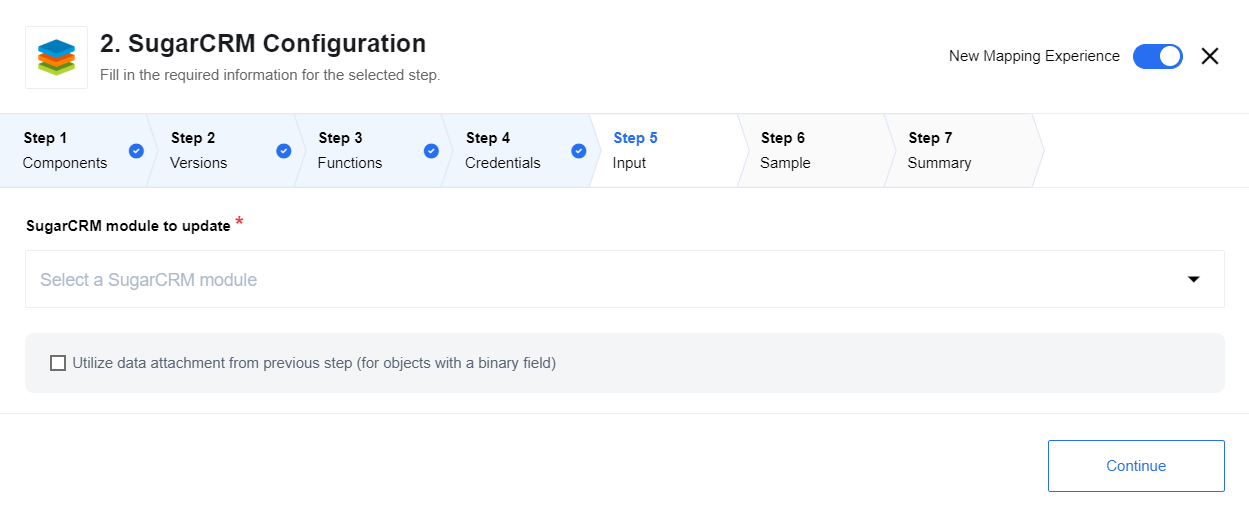 2. SugarCRM Configuration
Fill in the required information for the selected step.
New Mapping Experience
Step 1
Components
Step 2
Versions
Step 3
Functions
Step 4
Credentials
Step 5
Input
Step 6
Sample
Step 7
Summary
SugarCRM module to update *
Select a SugarCRM module
Utilize data attachment from previous step (for objects with a binary field)
Continue